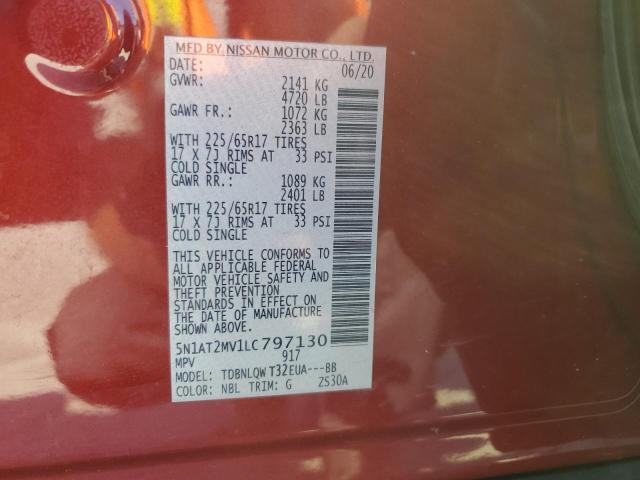 MFD BY NISSAN MOTOR CO., LTD.
DATE: 06/20
GVWR: 2141 KG
4720 LB
GAWR FR.: 1072 KG
2363 LB
WITH 225/65R17 TIRES
17 X 7J RIMS AT 33 PSI
COLD SINGLE
GAWR RR.: 1089 KG
2401 LB
WITH 225/65R17 TIRES
17 X 7J RIMS AT 33 PSI
COLD SINGLE
THIS VEHICLE CONFORMS TO
ALL APPLICABLE FEDERAL
MOTOR VEHICLE SAFETY AND
THEFT PREVENTION
STANDARDS IN EFFECT ON
THE DATE OF MANUFACTURE
SHOWN ABOVE.
5N1AT2MV1LC797130
MPV 917
MODEL: TDBNLQW T32EUA---BB
COLOR: NBL TRIM: G ZS30A